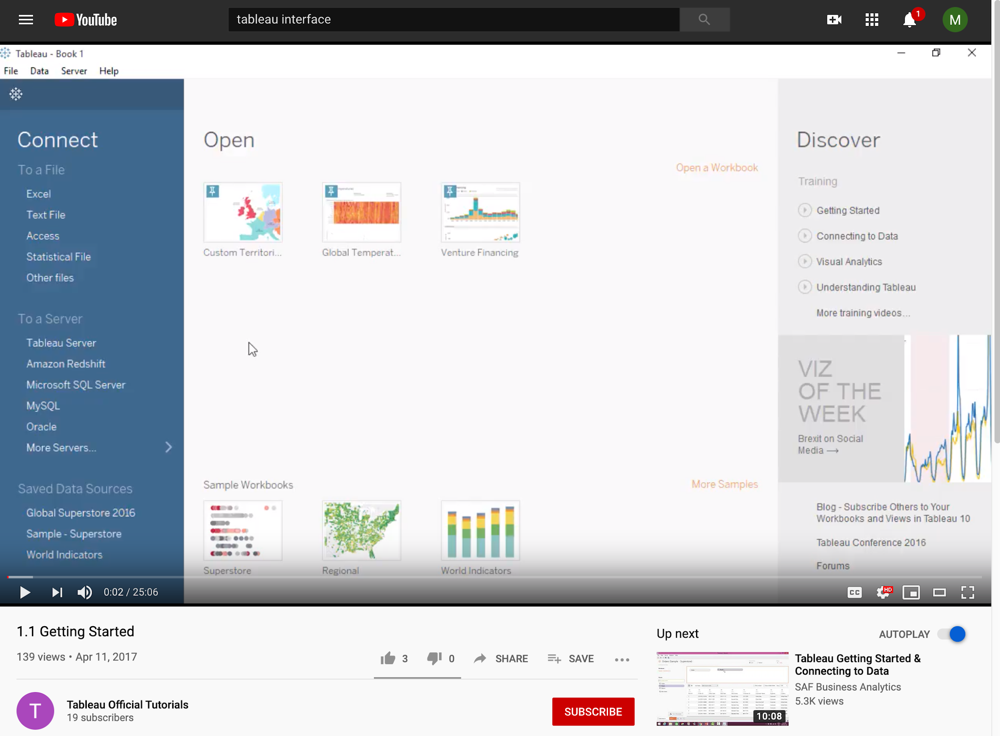 YouTube
tableau interface
1
M
Tableau - Book 1
File Data Server Help
Connect
To a File
Excel
Text File
Access
Statistical File
Other files
To a Server
Tableau Server
Amazon Redshift
Microsoft SQL Server
MySQL
Oracle
More Servers...
Saved Data Sources
Global Superstore 2016
Sample - Superstore
World Indicators
Open
Open a Workbook
Custom Territori...
Global Temperat...
Venture Financing
Sample Workbooks
More Samples
Superstore
Regional
World Indicators
Discover
Training
Getting Started
Connecting to Data
Visual Analytics
Understanding Tableau
More training videos...
VIZ
OF THE
WEEK
Brexit on Social
Media →
Blog - Subscribe Others to Your
Workbooks and Views in Tableau 10
Tableau Conference 2016
Forums
0:02 / 25:06
CC
HD
1.1 Getting Started
139 views • Apr 11, 2017
3
0
SHARE
SAVE
T
Tableau Official Tutorials
19 subscribers
SUBSCRIBE
Up next
AUTOPLAY
10:08
Tableau Getting Started &
Connecting to Data
SAF Business Analytics
5.3K views